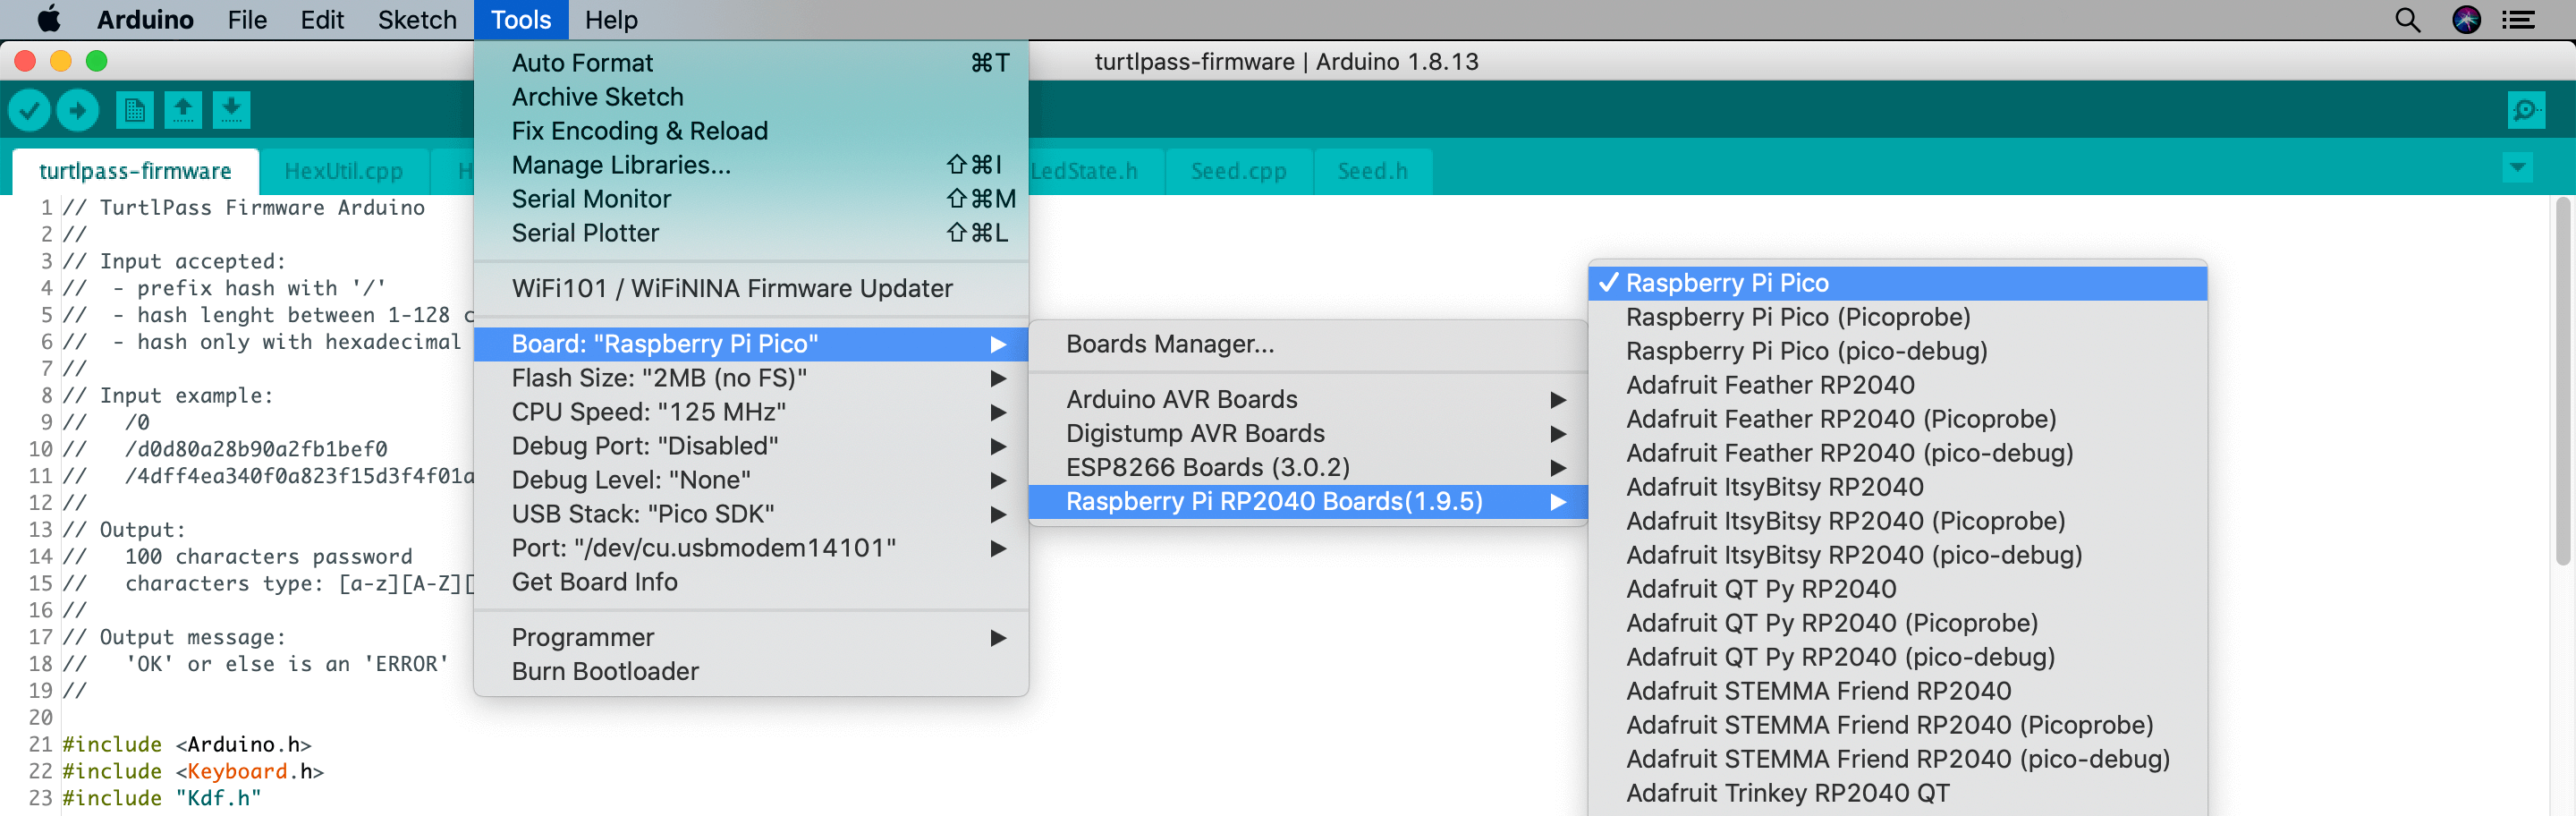 Arduino File Edit Sketch Tools Help
turtlpass-firmware | Arduino 1.8.13
turtlpass-firmware HexUtil.cpp H LedState.h Seed.cpp Seed.h
1 // TurtlPass Firmware Arduino
2 //
3 // Input accepted:
4 //  - prefix hash with '/'
5 //  - hash lenght between 1-128 c
6 //  - hash only with hexadecimal
7 //
8 // Input example:
9 //   /0
10 //   /d0d80a28b90a2fb1bef0
11 //   /4dff4ea340f0a823f15d3f4f01a
12 //
13 // Output:
14 //   100 characters password
15 //   characters type: [a-z][A-Z][
16 //
17 // Output message:
18 //   'OK' or else is an 'ERROR'
19 //
20
21 #include <Arduino.h>
22 #include <Keyboard.h>
23 #include "Kdf.h"
Auto Format ⌘T
Archive Sketch
Fix Encoding & Reload
Manage Libraries... ⇧⌘I
Serial Monitor ⇧⌘M
Serial Plotter ⇧⌘L
WiFi101 / WiFiNINA Firmware Updater
Board: "Raspberry Pi Pico"
Flash Size: "2MB (no FS)"
CPU Speed: "125 MHz"
Debug Port: "Disabled"
Debug Level: "None"
USB Stack: "Pico SDK"
Port: "/dev/cu.usbmodem14101"
Get Board Info
Programmer
Burn Bootloader
Boards Manager...
Arduino AVR Boards
Digistump AVR Boards
ESP8266 Boards (3.0.2)
Raspberry Pi RP2040 Boards(1.9.5)
✓ Raspberry Pi Pico
Raspberry Pi Pico (Picoprobe)
Raspberry Pi Pico (pico-debug)
Adafruit Feather RP2040
Adafruit Feather RP2040 (Picoprobe)
Adafruit Feather RP2040 (pico-debug)
Adafruit ItsyBitsy RP2040
Adafruit ItsyBitsy RP2040 (Picoprobe)
Adafruit ItsyBitsy RP2040 (pico-debug)
Adafruit QT Py RP2040
Adafruit QT Py RP2040 (Picoprobe)
Adafruit QT Py RP2040 (pico-debug)
Adafruit STEMMA Friend RP2040
Adafruit STEMMA Friend RP2040 (Picoprobe)
Adafruit STEMMA Friend RP2040 (pico-debug)
Adafruit Trinkey RP2040 QT